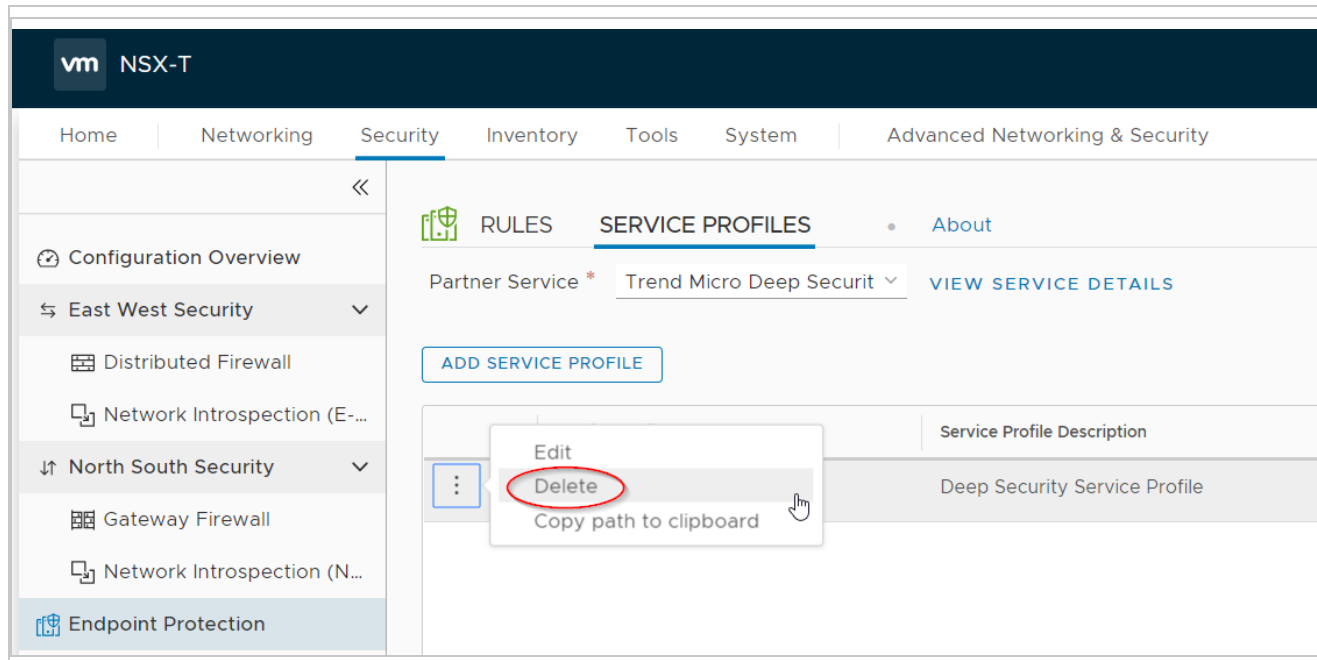 vm NSX-T
Home Networking Security Inventory Tools System Advanced Networking & Security
RULES SERVICE PROFILES About
Configuration Overview
Partner Service * Trend Micro Deep Securit VIEW SERVICE DETAILS
East West Security
Distributed Firewall
ADD SERVICE PROFILE
Network Introspection (E-...
Service Profile Description
Edit
North South Security
Delete
Deep Security Service Profile
Copy path to clipboard
Gateway Firewall
Network Introspection (N...
Endpoint Protection